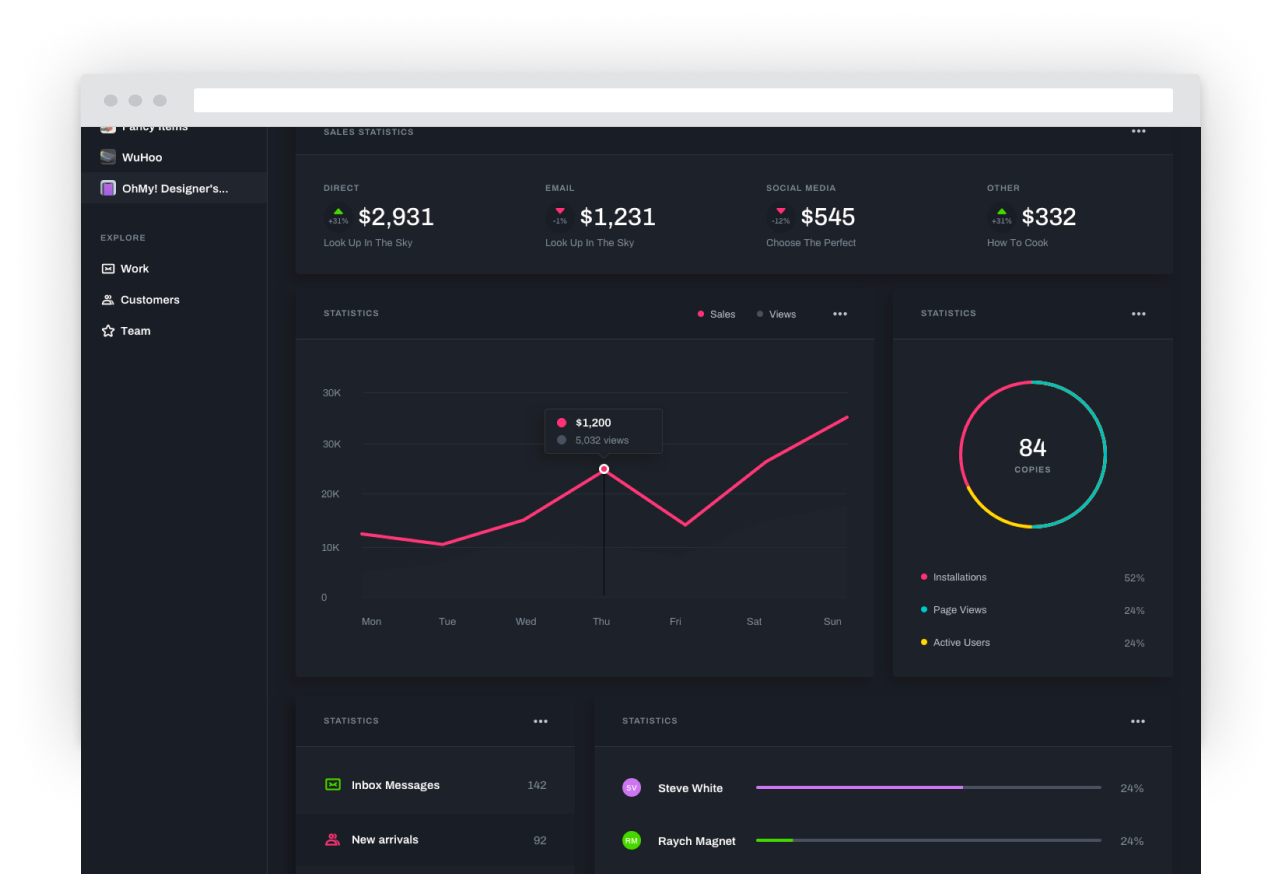 Fancy Items
WuHoo
OhMy! Designer's...
EXPLORE
Work
Customers
Team
SALES STATISTICS
DIRECT
+31%
$2,931
Look Up In The Sky
EMAIL
-1%
$1,231
Look Up In The Sky
SOCIAL MEDIA
-12%
$545
Choose The Perfect
OTHER
+31%
$332
How To Cook
STATISTICS
Sales
Views
30K
30K
20K
10K
0
$1,200
5,032 views
Mon Tue Wed Thu Fri Sat Sun
STATISTICS
84
COPIES
Installations 52%
Page Views 24%
Active Users 24%
STATISTICS
Inbox Messages 142
New arrivals 92
STATISTICS
SV Steve White 24%
RM Raych Magnet 24%